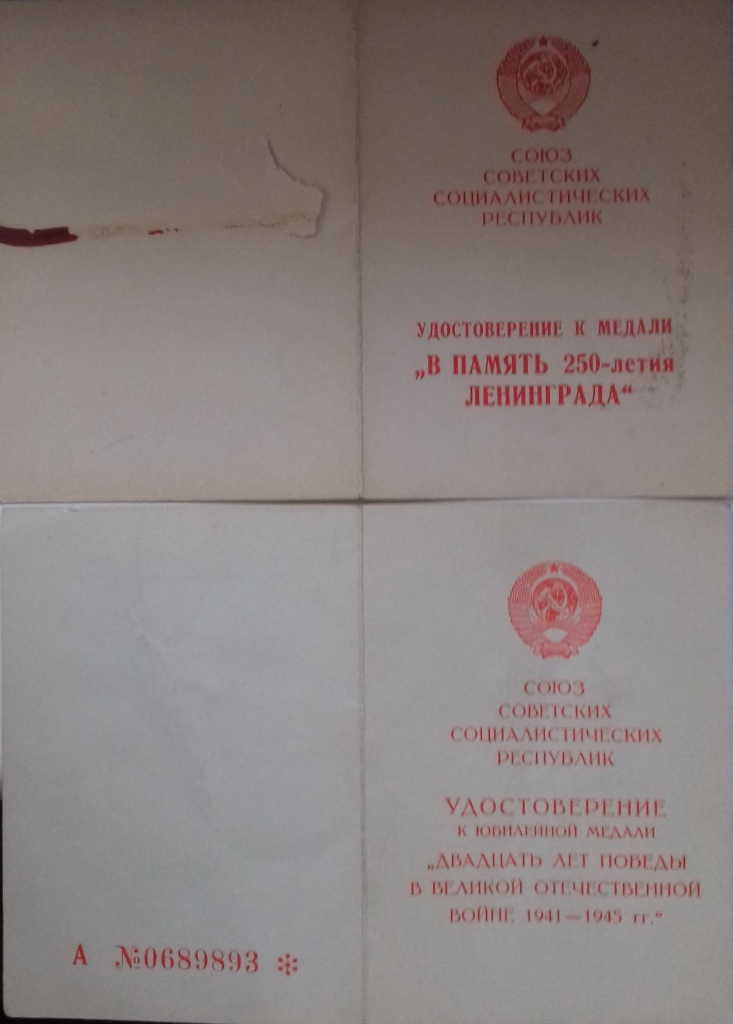 СОЮЗ
СОВЕТСКИХ
СОЦИАЛИСТИЧЕСКИХ
РЕСПУБЛИК
УДОСТОВЕРЕНИЕ К МЕДАЛИ
„В ПАМЯТЬ 250-летия
ЛЕНИНГРАДА“
СОЮЗ
СОВЕТСКИХ
СОЦИАЛИСТИЧЕСКИХ
РЕСПУБЛИК
УДОСТОВЕРЕНИЕ
К ЮБИЛЕЙНОЙ МЕДАЛИ
„ДВАДЦАТЬ ЛЕТ ПОБЕДЫ
В ВЕЛИКОЙ ОТЕЧЕСТВЕННОЙ
ВОЙНЕ 1941—1945 гг.“
А №0689893 *